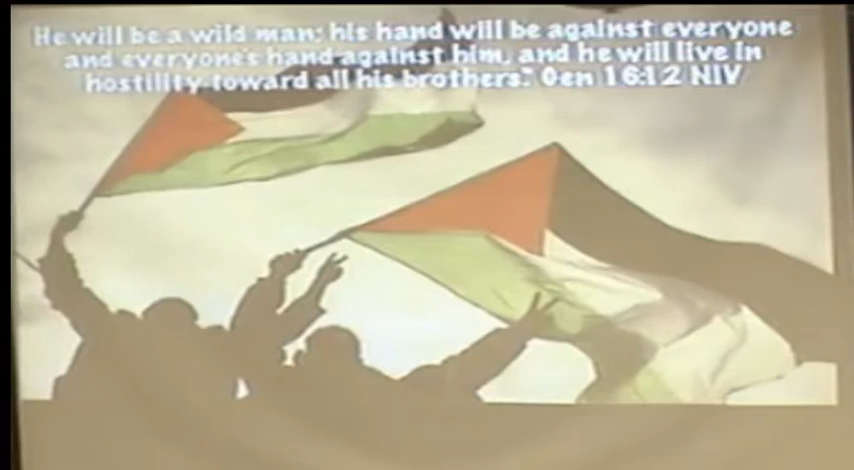 He will be a wild man; his hand will be against everyone
and everyone's hand against him, and he will live in
hostility toward all his brothers." Gen 16:12 NIV